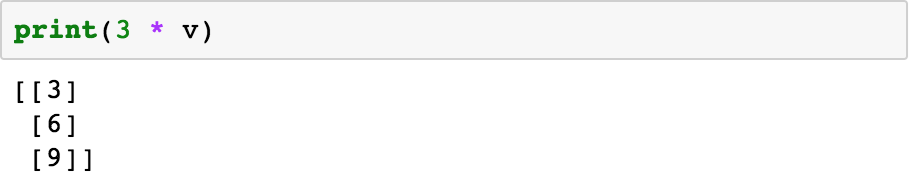 print(3 * v)
[[3]
 [6]
 [9]]